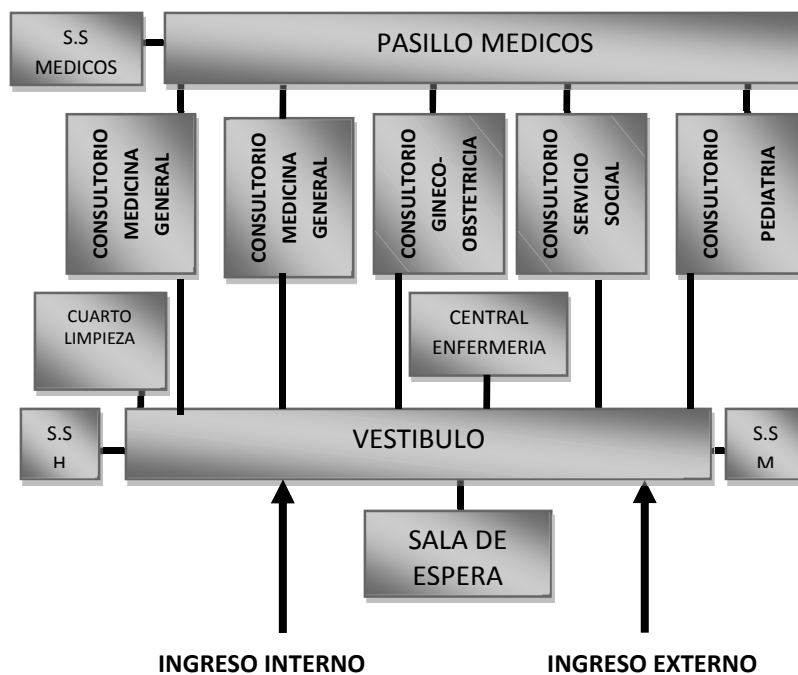 S.S
MEDICOS
PASILLO MEDICOS
CONSULTORIO
MEDICINA
GENERAL
CONSULTORIO
MEDICINA
GENERAL
CONSULTORIO
GINECO-
OBSTETRICIA
CONSULTORIO
SERVICIO
SOCIAL
CONSULTORIO
PEDIATRIA
CUARTO
LIMPIEZA
CENTRAL
ENFERMERIA
S.S
H
VESTIBULO
S.S
M
SALA DE
ESPERA
INGRESO INTERNO
INGRESO EXTERNO